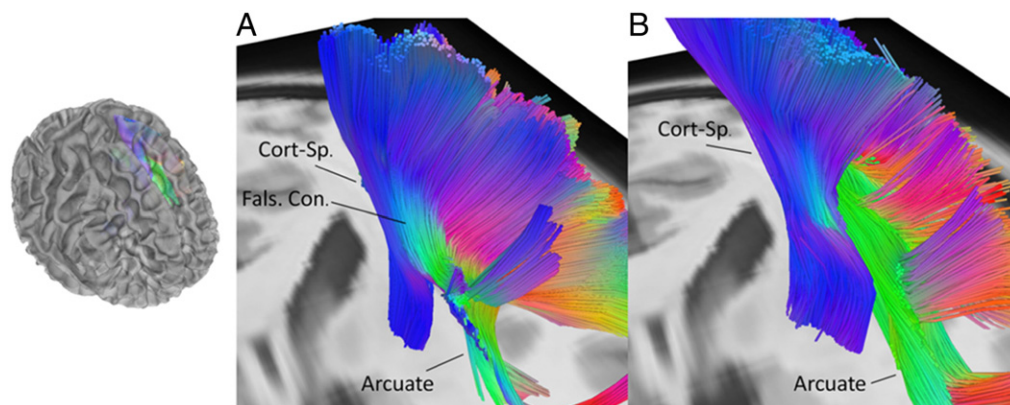 A
Cort-Sp.
Fals. Con.
Arcuate
B
Cort-Sp.
Arcuate